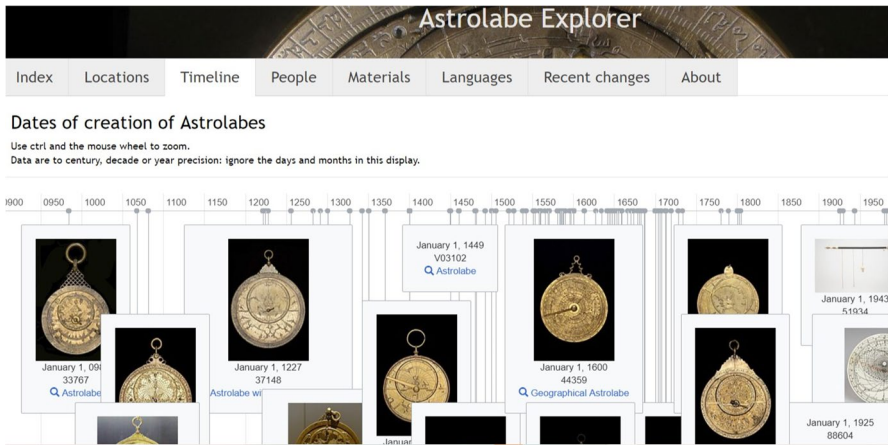 Astrolabe Explorer
Index Locations Timeline People Materials Languages Recent changes About
Dates of creation of Astrolabes
Use ctrl and the mouse wheel to zoom.
Data are to century, decade or year precision: ignore the days and months in this display.
0900 0950 1000 1050 1100 1150 1200 1250 1300 1350 1400 1450 1500 1550 1600 1650 1700 1750 1800 1850 1900 1950
January 1, 1449
V03102
Astrolabe
January 1, 1943
51934
January 1,
33767
Astrolabe
January 1, 1227
37148
Astrolabe
January 1, 1600
44359
Geographical Astrolabe
January 1, 1925
88604